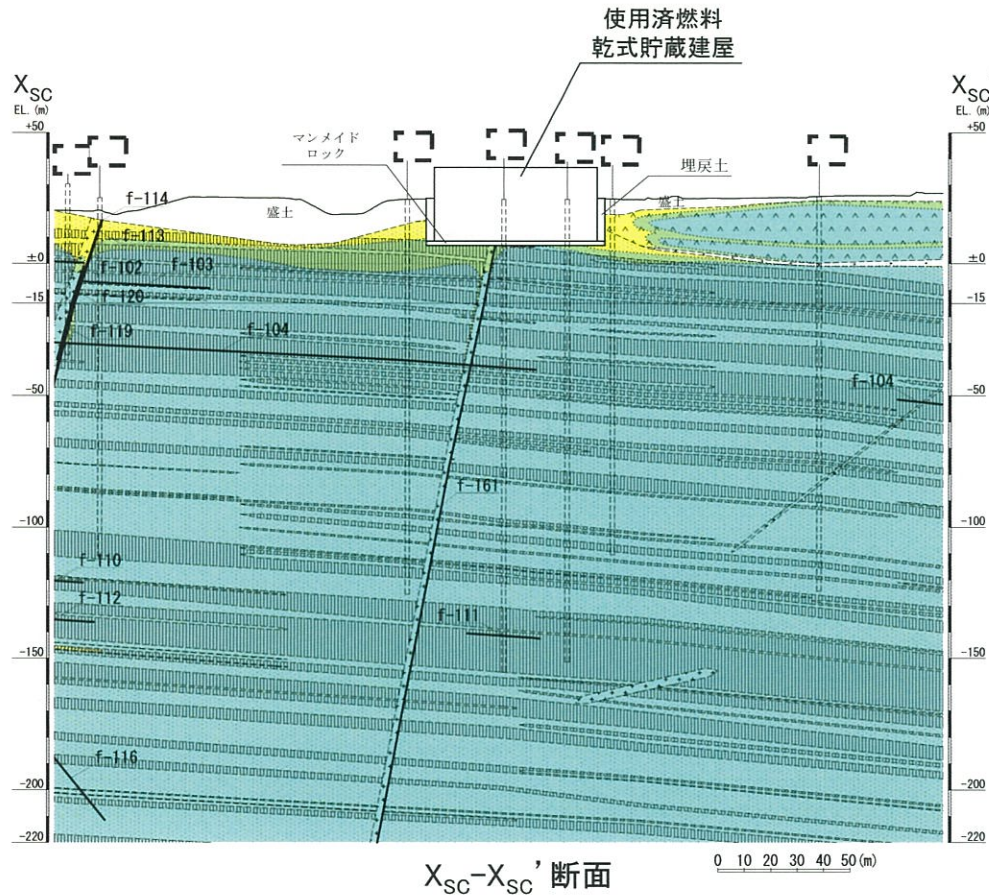 使用済燃料
乾式貯蔵建屋
X_SC
EL.(m)
X_SC
EL.(m)
+50
±0
-15
-50
-100
-150
-200
-220
+50
±0
-15
-50
-100
-150
-200
-220
マンメイド
ロック
埋戻土
盛土
盛土
f-114
f-113
f-102
f-103
f-120
f-119
f-104
f-104
f-161
f-110
f-112
f-111
f-116
X_SC-X_SC'断面
0 10 20 30 40 50(m)